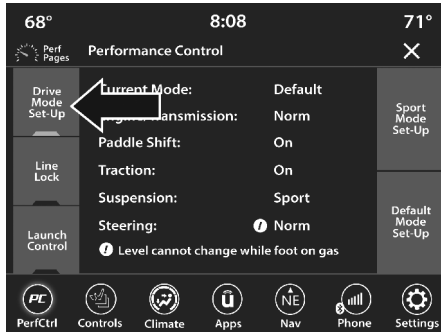 68°
8:08
71°
Perf
Pages
Performance Control
Drive
Mode
Set-Up
Line
Lock
Launch
Control
Current Mode:
Default
Norm
Paddle Shift:
On
Traction:
On
Suspension:
Sport
Steering:
Norm
Level cannot change while foot on gas
Sport
Mode
Set-Up
Default
Mode
Set-Up
PC
PerfCtrl
Controls
Climate
Apps
NE
Nav
Phone
Settings